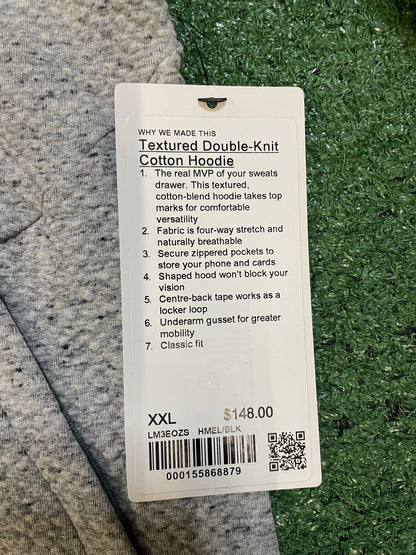 WHY WE MADE THIS
Textured Double-Knit
Cotton Hoodie
1. The real MVP of your sweats
drawer. This textured,
cotton-blend hoodie takes top
marks for comfortable
versatility
2. Fabric is four-way stretch and
naturally breathable
3. Secure zippered pockets to
store your phone and cards
4. Shaped hood won't block your
vision
5. Centre-back tape works as a
locker loop
6. Underarm gusset for greater
mobility
7. Classic fit
XXL $148.00
LM3EOZS HMEL/BLK
000155868879